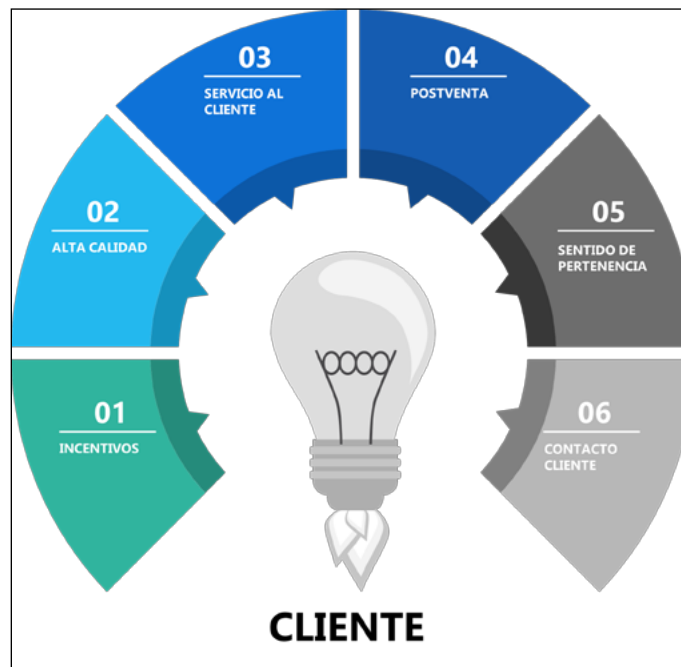 01
INCENTIVOS
02
ALTA CALIDAD
03
SERVICIO AL
CLIENTE
04
POSTVENTA
05
SENTIDO DE
PERTENENCIA
06
CONTACTO
CLIENTE
CLIENTE